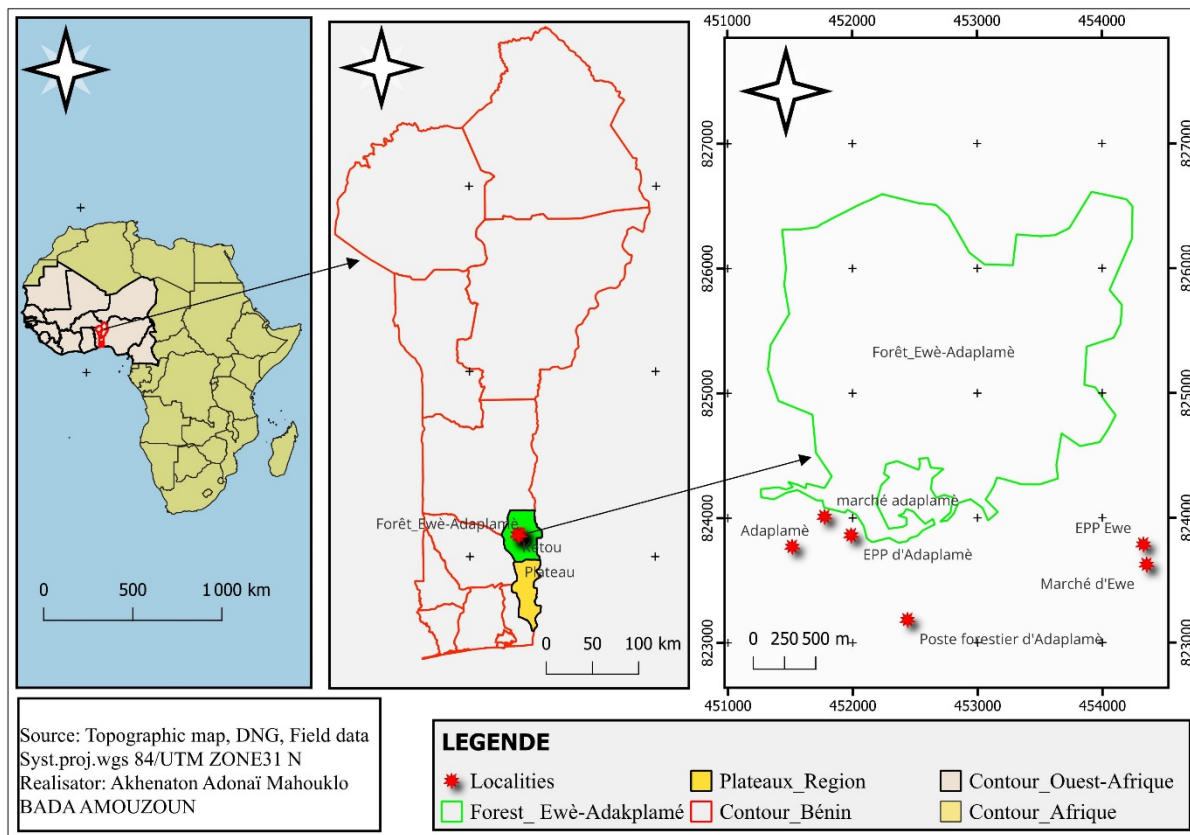 0 500 1 000 km
Forêt_Ewè-Adaplamè
Kétou
Plateau
0 50 100 km
451000 452000 453000 454000
827000 827000
826000 826000
Forêt_Ewè-Adaplamè
825000 825000
marché adaplamè
824000 824000
Adaplamè
EPP d'Adaplamè
EPP Ewe
Marché d'Ewe
Poste forestier d'Adaplamè
823000 823000
0 250 500 m
451000 452000 453000 454000
Source: Topographic map, DNG, Field data
Syst.proj.wgs 84/UTM ZONE31 N
Realisator: Akhenaton Adonaï Mahouklo
BADA AMOUZOUN
LEGENDE
Localities
Plateaux_Region
Contour_Ouest-Afrique
Forest_ Ewè-Adakplamé
Contour_Bénin
Contour_Afrique